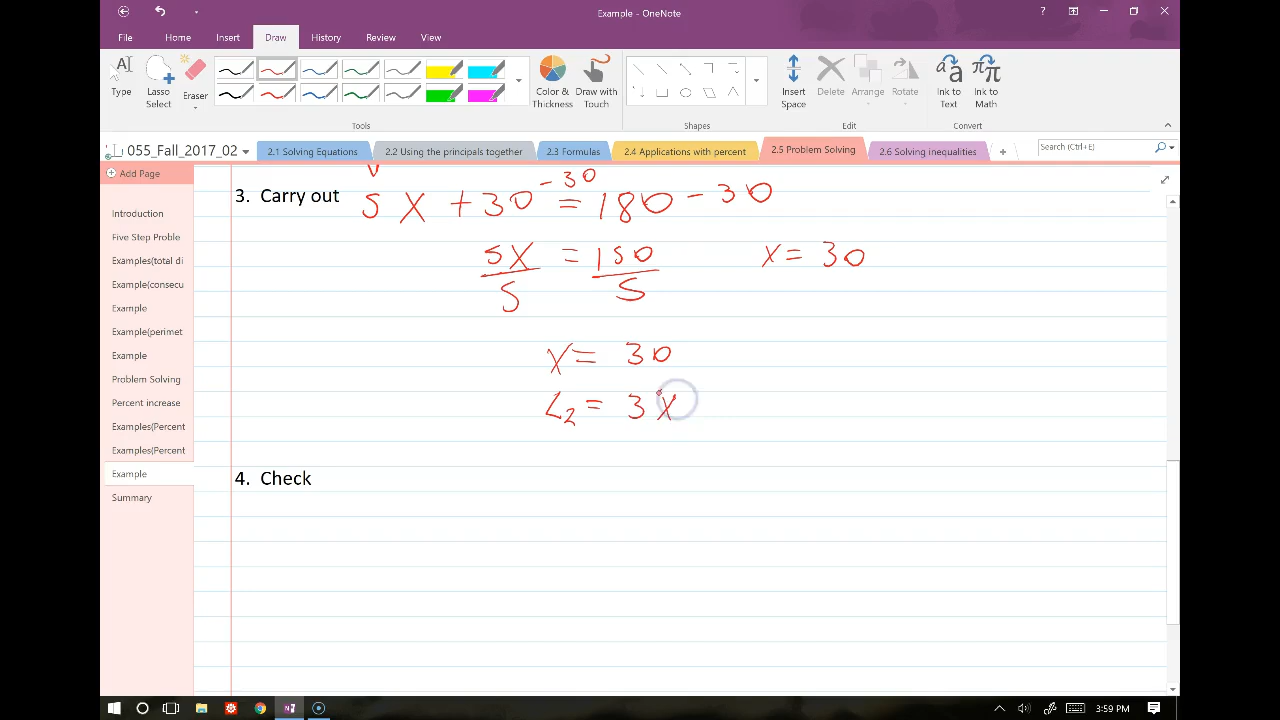 Example - OneNote
File Home Insert Draw History Review View
Type Lasso Select Eraser Color & Thickness Draw with Touch Insert Space Delete Arrange Rotate Ink to Text Ink to Math
Tools Shapes Edit Convert
055_Fall_2017_02 2.1 Solving Equations 2.2 Using the principals together 2.3 Formulas 2.4 Applications with percent 2.5 Problem Solving 2.6 Solving inequalities + Search (Ctrl+E)
Add Page
Introduction
Five Step Proble
Examples(total di
Example(consecu
Example
Example(perimet
Example
Problem Solving
Percent increase
Examples(Percent
Examples(Percent
Example
Summary
3. Carry out
5x + 30 - 30 = 180 - 30
5x = 150 x = 30
5 5
x = 30
L2 = 3x
4. Check
3:59 PM